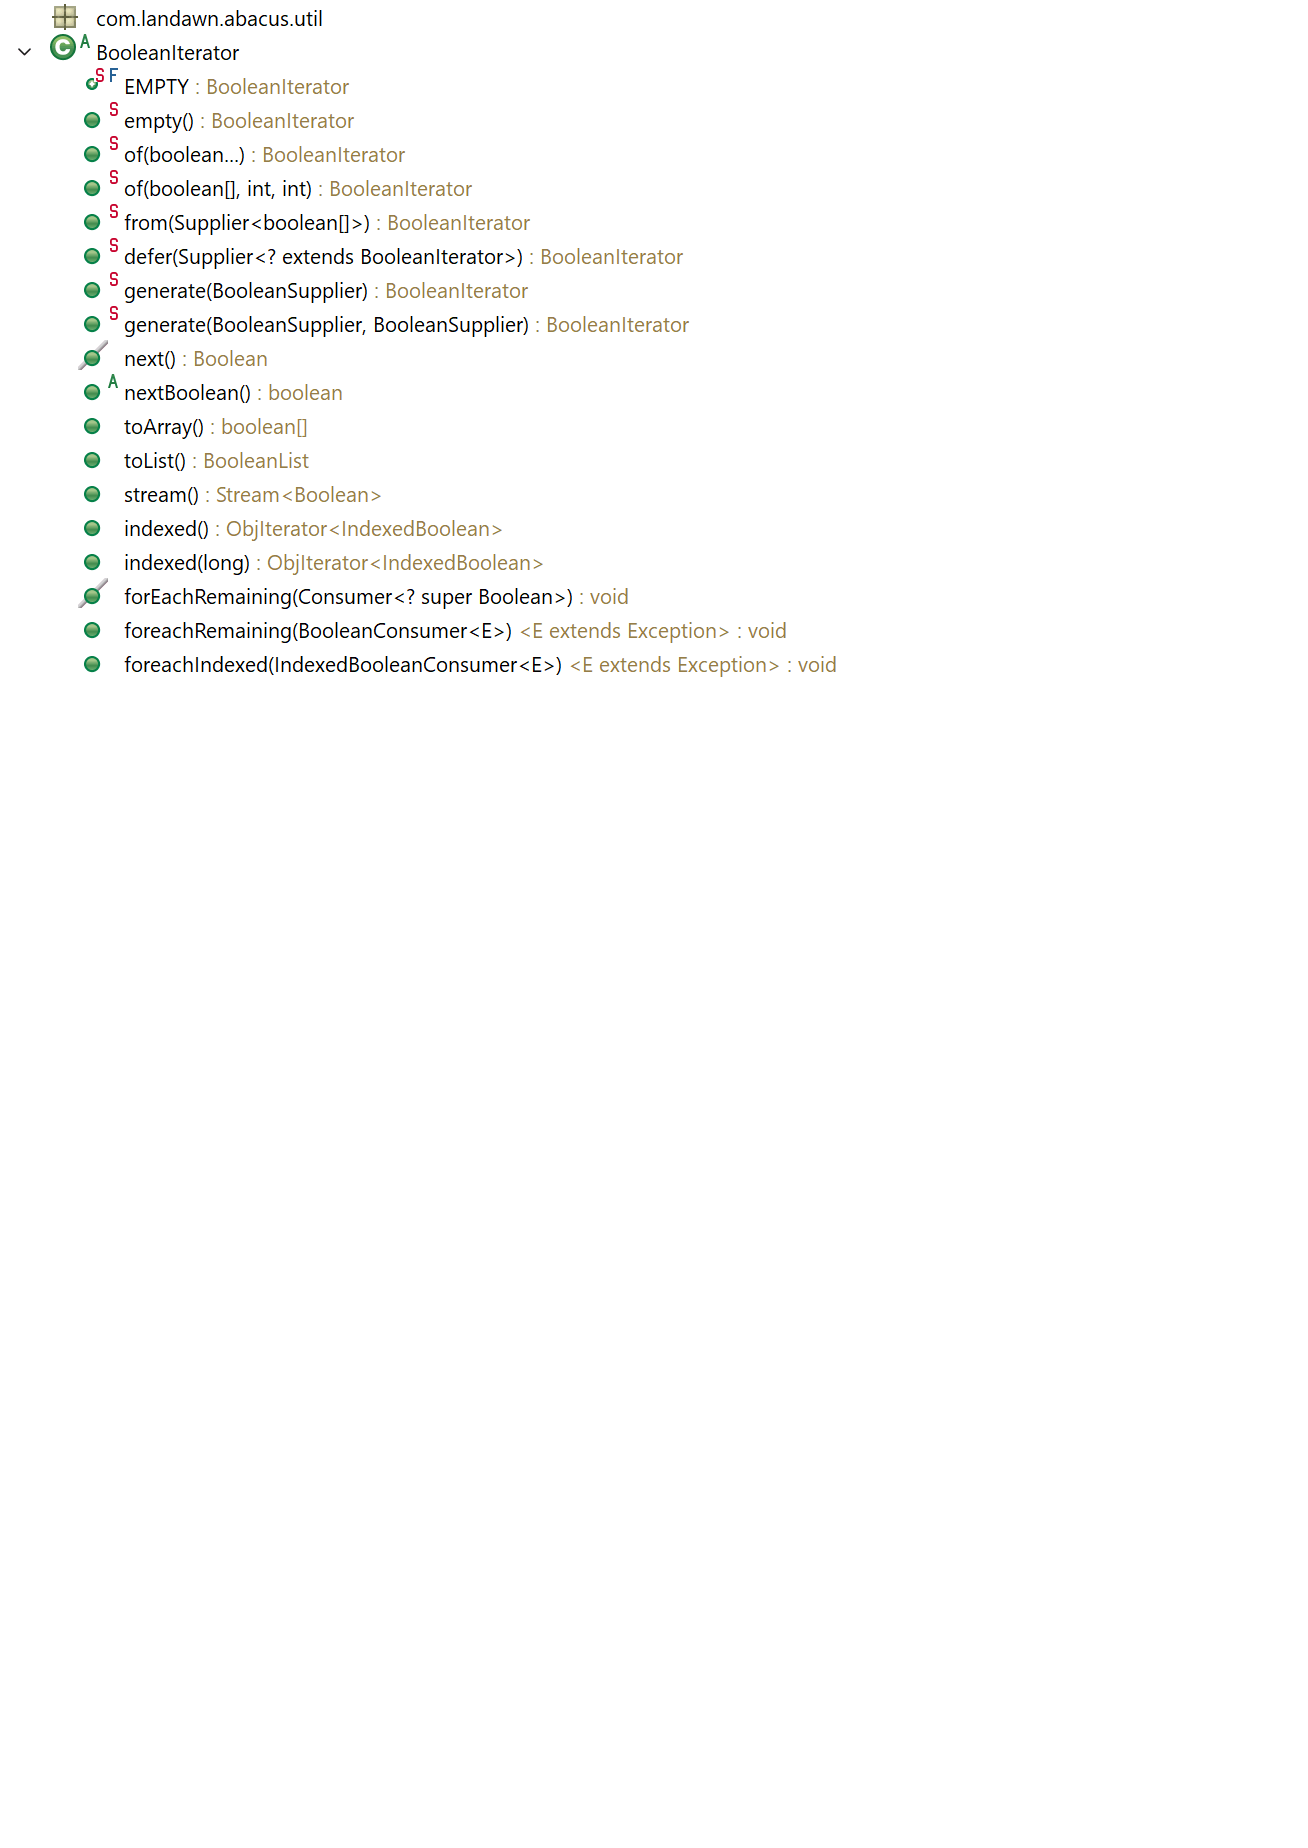 com.landawn.abacus.util
C A BooleanIterator
S F EMPTY : BooleanIterator
S empty() : BooleanIterator
S of(boolean...) : BooleanIterator
S of(boolean[], int, int) : BooleanIterator
S from(Supplier<boolean[]>) : BooleanIterator
S defer(Supplier<? extends BooleanIterator>) : BooleanIterator
S generate(BooleanSupplier) : BooleanIterator
S generate(BooleanSupplier, BooleanSupplier) : BooleanIterator
next() : Boolean
A nextBoolean() : boolean
toArray() : boolean[]
toList() : BooleanList
stream() : Stream<Boolean>
indexed() : ObjIterator<IndexedBoolean>
indexed(long) : ObjIterator<IndexedBoolean>
forEachRemaining(Consumer<? super Boolean>) : void
foreachRemaining(BooleanConsumer<E>) <E extends Exception> : void
foreachIndexed(IndexedBooleanConsumer<E>) <E extends Exception> : void